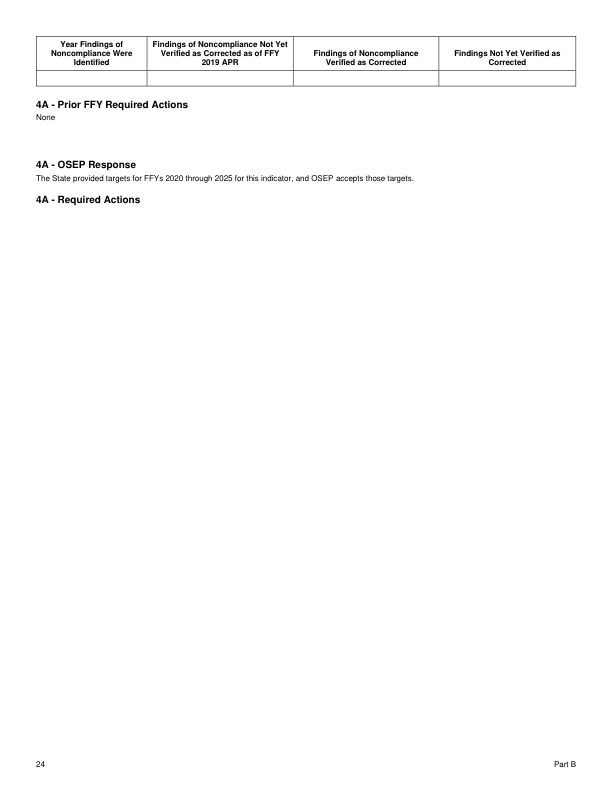 Year Findings of
Noncompliance Were
Identified
Findings of Noncompliance Not Yet
Verified as Corrected as of FFY
2019 APR
Findings of Noncompliance
Verified as Corrected
Findings Not Yet Verified as
Corrected
4A - Prior FFY Required Actions
None
4A - OSEP Response
The State provided targets for FFYs 2020 through 2025 for this indicator, and OSEP accepts those targets.
4A - Required Actions
24 Part B